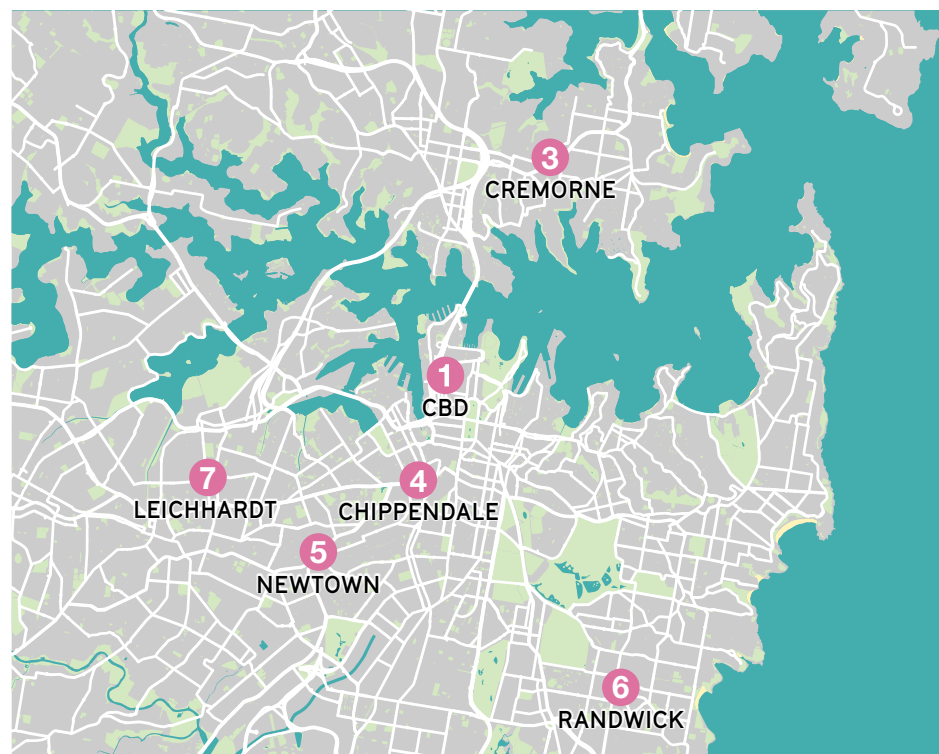 3
CREMORNE
1
CBD
7
LEICHHARDT
4
CHIPPENDALE
5
NEWTOWN
6
RANDWICK